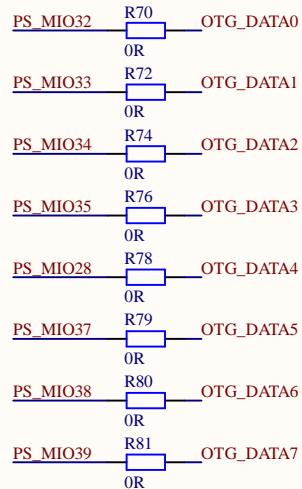 R70
PS_MIO32 OTG_DATA0
0R
R72
PS_MIO33 OTG_DATA1
0R
R74
PS_MIO34 OTG_DATA2
0R
R76
PS_MIO35 OTG_DATA3
0R
R78
PS_MIO28 OTG_DATA4
0R
R79
PS_MIO37 OTG_DATA5
0R
R80
PS_MIO38 OTG_DATA6
0R
R81
PS_MIO39 OTG_DATA7
0R